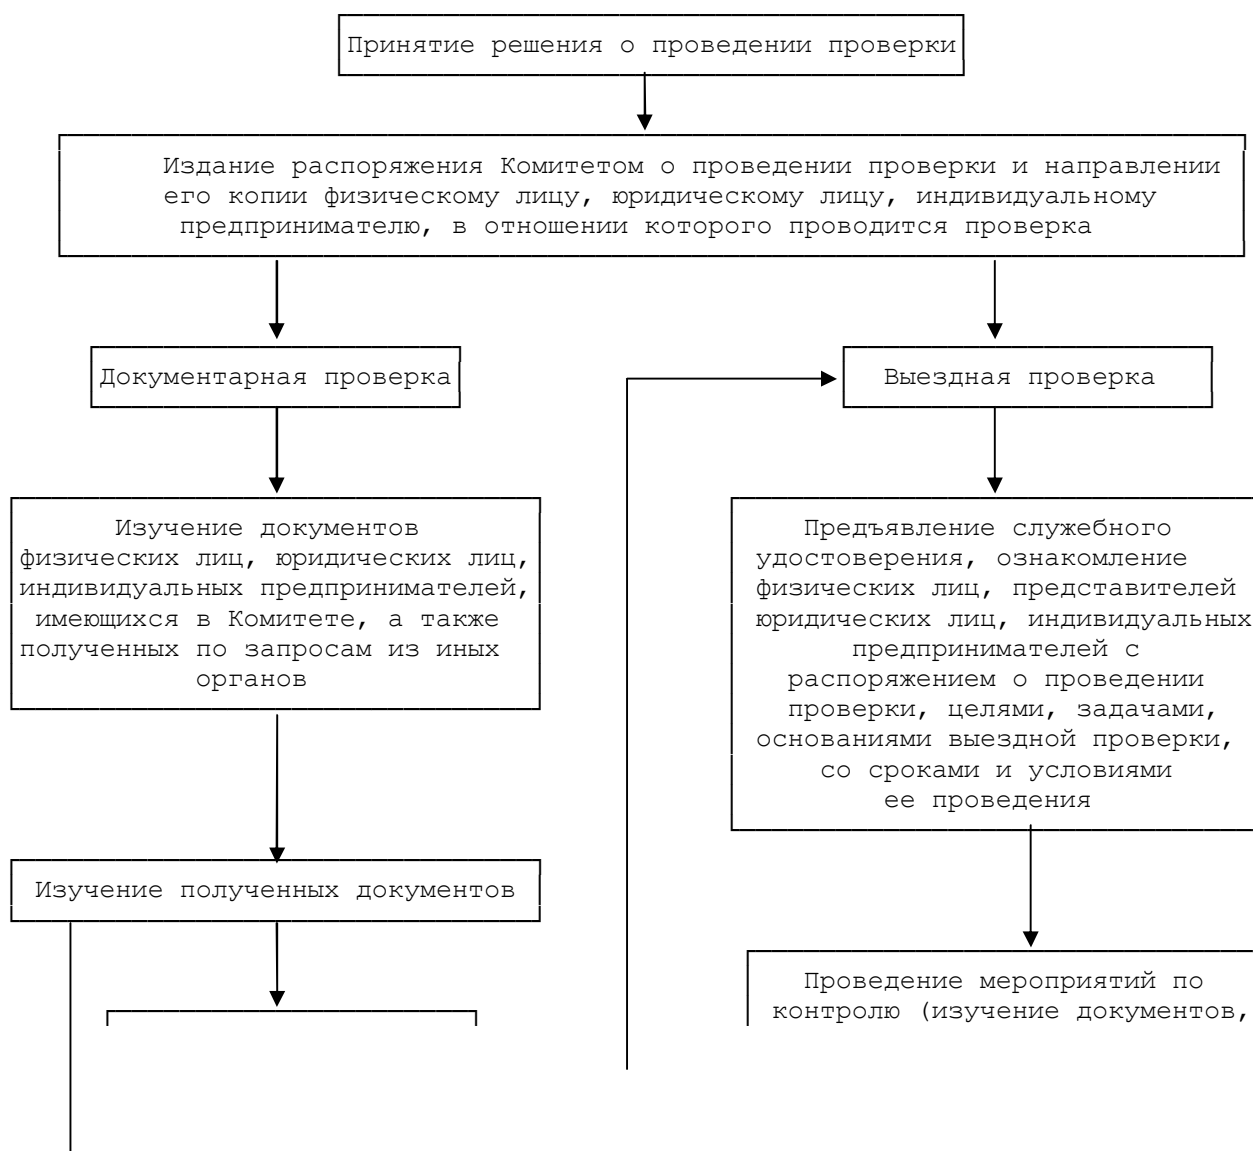 Принятие решения о проведении проверки
Издание распоряжения Комитетом о проведении проверки и направлении
его копии физическому лицу, юридическому лицу, индивидуальному
предпринимателю, в отношении которого проводится проверка
Документарная проверка
Выездная проверка
Изучение документов
физических лиц, юридических лиц,
индивидуальных предпринимателей,
имеющихся в Комитете, а также
полученных по запросам из иных
органов
Предъявление служебного
удостоверения, ознакомление
физических лиц, представителей
юридических лиц, индивидуальных
предпринимателей с
распоряжением о проведении
проверки, целями, задачами,
основаниями выездной проверки,
со сроками и условиями
ее проведения
Изучение полученных документов
Проведение мероприятий по
контролю (изучение документов,